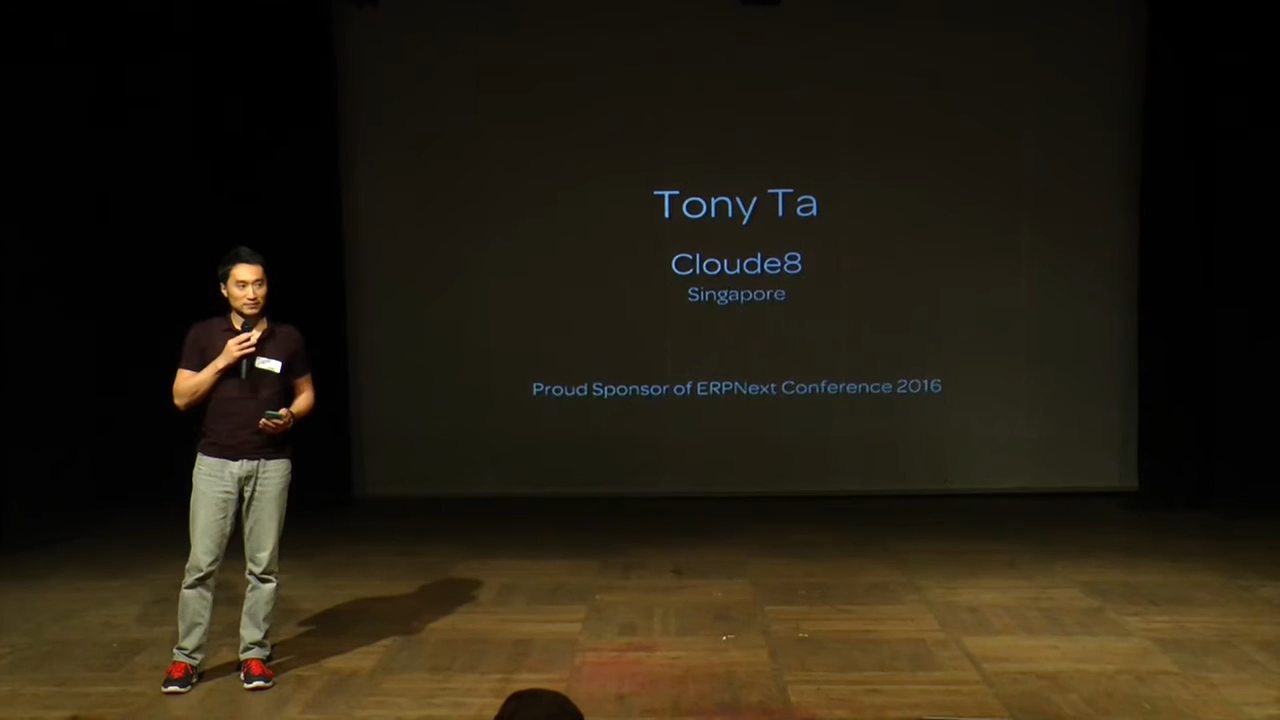 Tony Ta
Cloude8
Singapore
Proud Sponsor of ERPNext Conference 2016